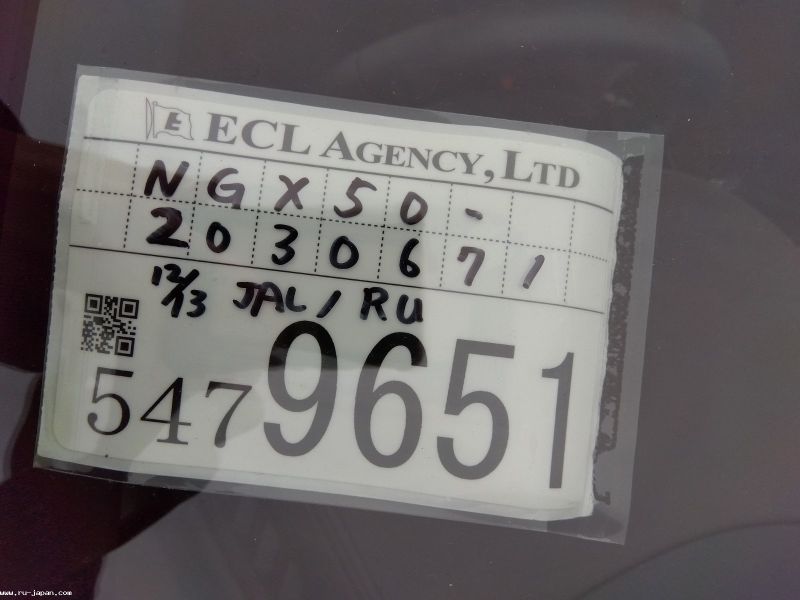 ECL AGENCY, LTD
NGX50-
2030671
12/13 JAL/RU
5479651
www.ru-japan.com